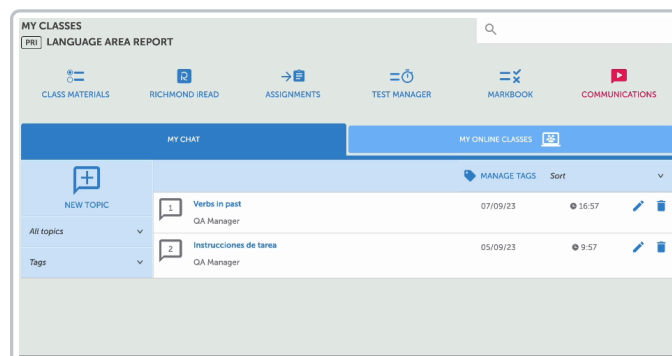 MY CLASSES
PRI LANGUAGE AREA REPORT
CLASS MATERIALS
RICHMOND iREAD
ASSIGNMENTS
TEST MANAGER
MARKBOOK
COMMUNICATIONS
MY CHAT
MY ONLINE CLASSES
NEW TOPIC
MANAGE TAGS Sort
All topics
Tags
1 Verbs in past 07/09/23 16:57
QA Manager
2 Instrucciones de tarea 05/09/23 9:57
QA Manager